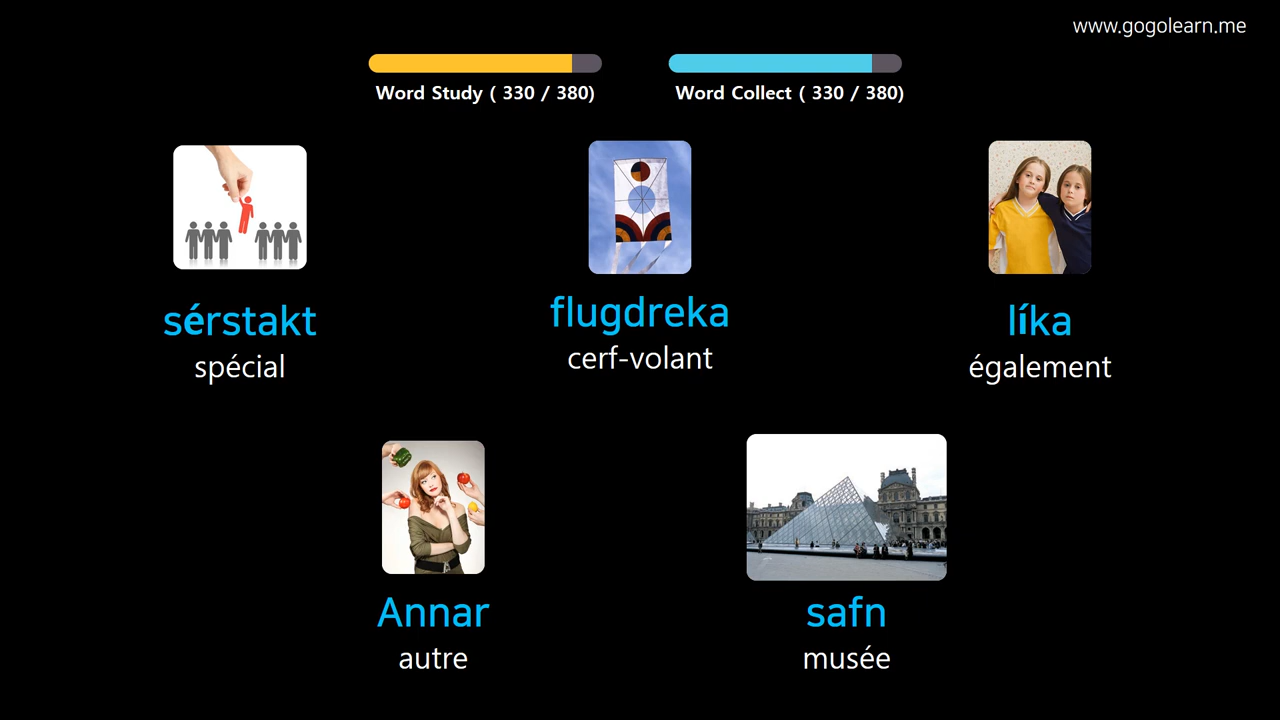 www.gogolearn.me
Word Study ( 330 / 380)
Word Collect ( 330 / 380)
sérstakt
spécial
flugdreka
cerf-volant
líka
également
Annar
autre
safn
musée